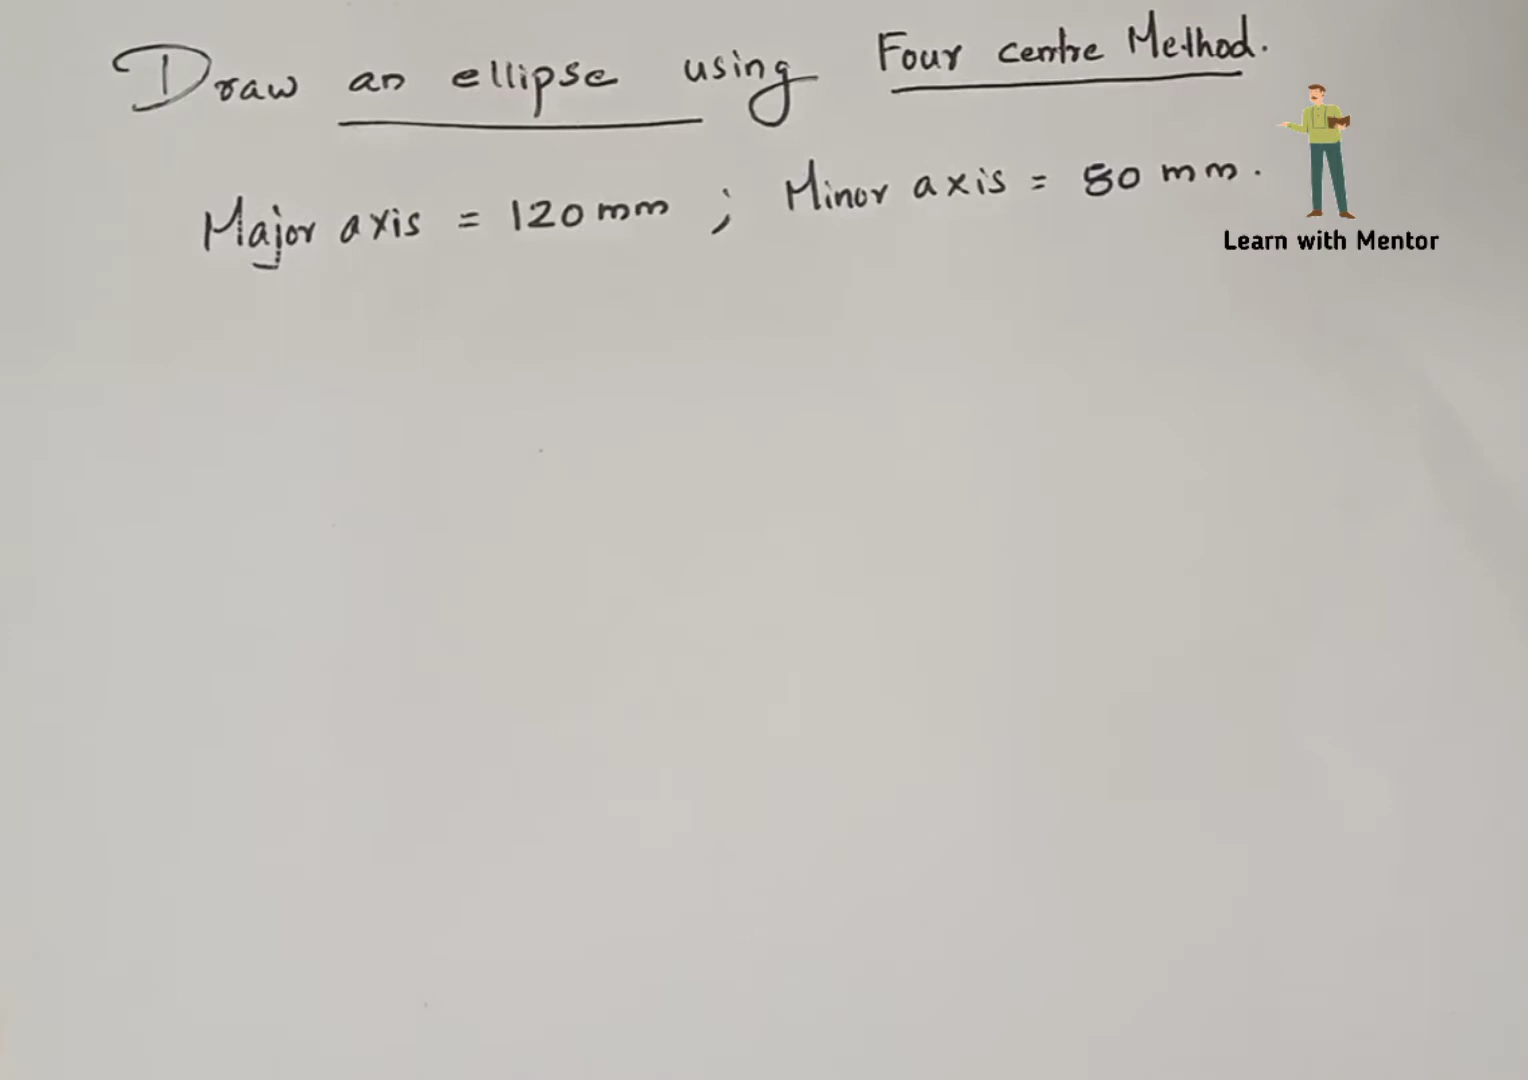 Draw an ellipse using Four centre Method.
Major axis = 120 mm ; Minor axis = 80 mm.
Learn with Mentor